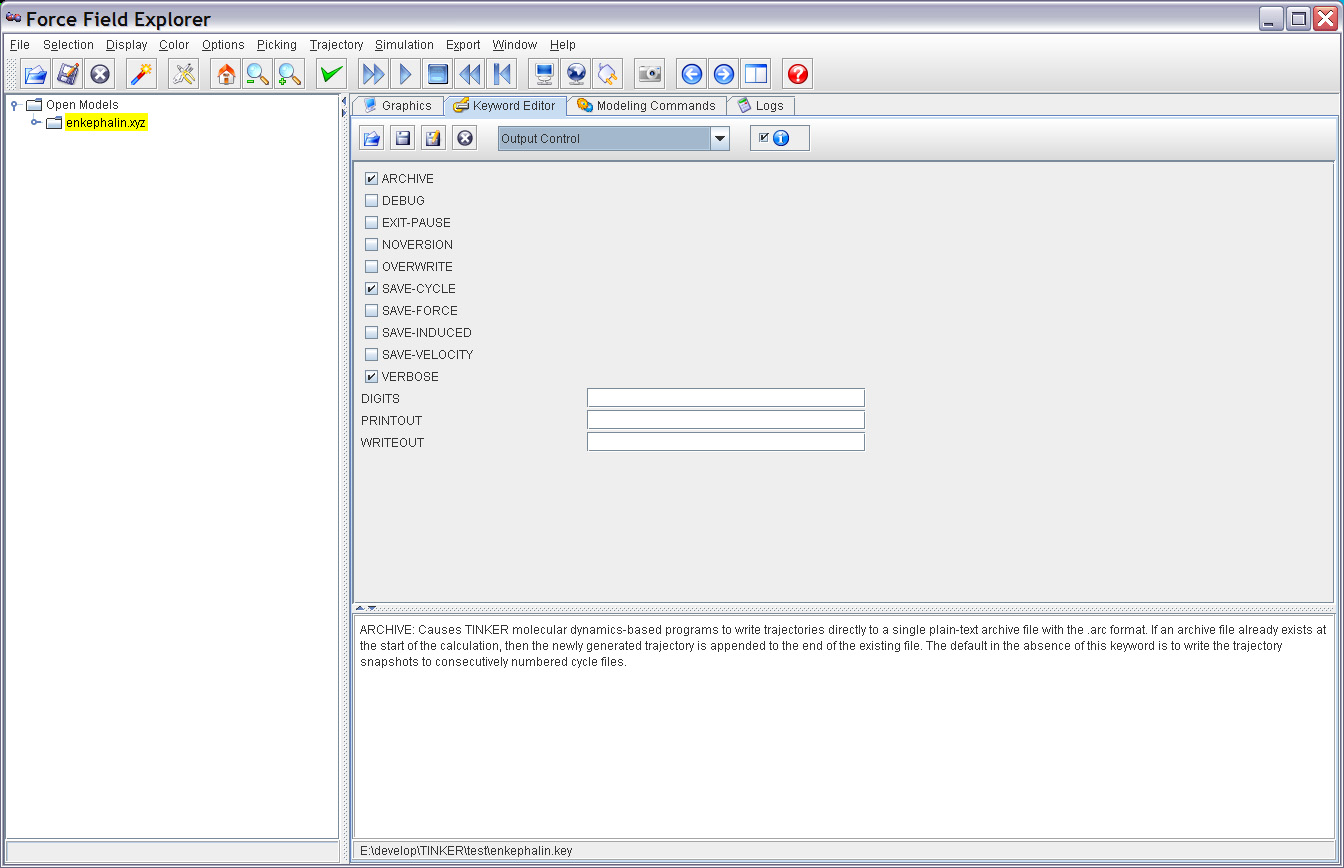 Force Field Explorer
File Selection Display Color Options Picking Trajectory Simulation Export Window Help
Open Models
enkephalin.xyz
Graphics Keyword Editor Modeling Commands Logs
Output Control
ARCHIVE
DEBUG
EXIT-PAUSE
NOVERSION
OVERWRITE
SAVE-CYCLE
SAVE-FORCE
SAVE-INDUCED
SAVE-VELOCITY
VERBOSE
DIGITS
PRINTOUT
WRITEOUT
ARCHIVE: Causes TINKER molecular dynamics-based programs to write trajectories directly to a single plain-text archive file with the .arc format. If an archive file already exists at
the start of the calculation, then the newly generated trajectory is appended to the end of the existing file. The default in the absence of this keyword is to write the trajectory
snapshots to consecutively numbered cycle files.
E:\develop\TINKER\test\enkephalin.key